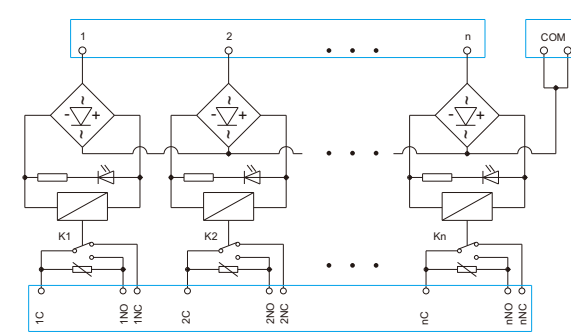 1 2 n COM
~ ~ ~
- + - + - +
~ ~ ~
K1 K2 Kn
1C 1NO 1NC 2C 2NO 2NC nC nNO nNC